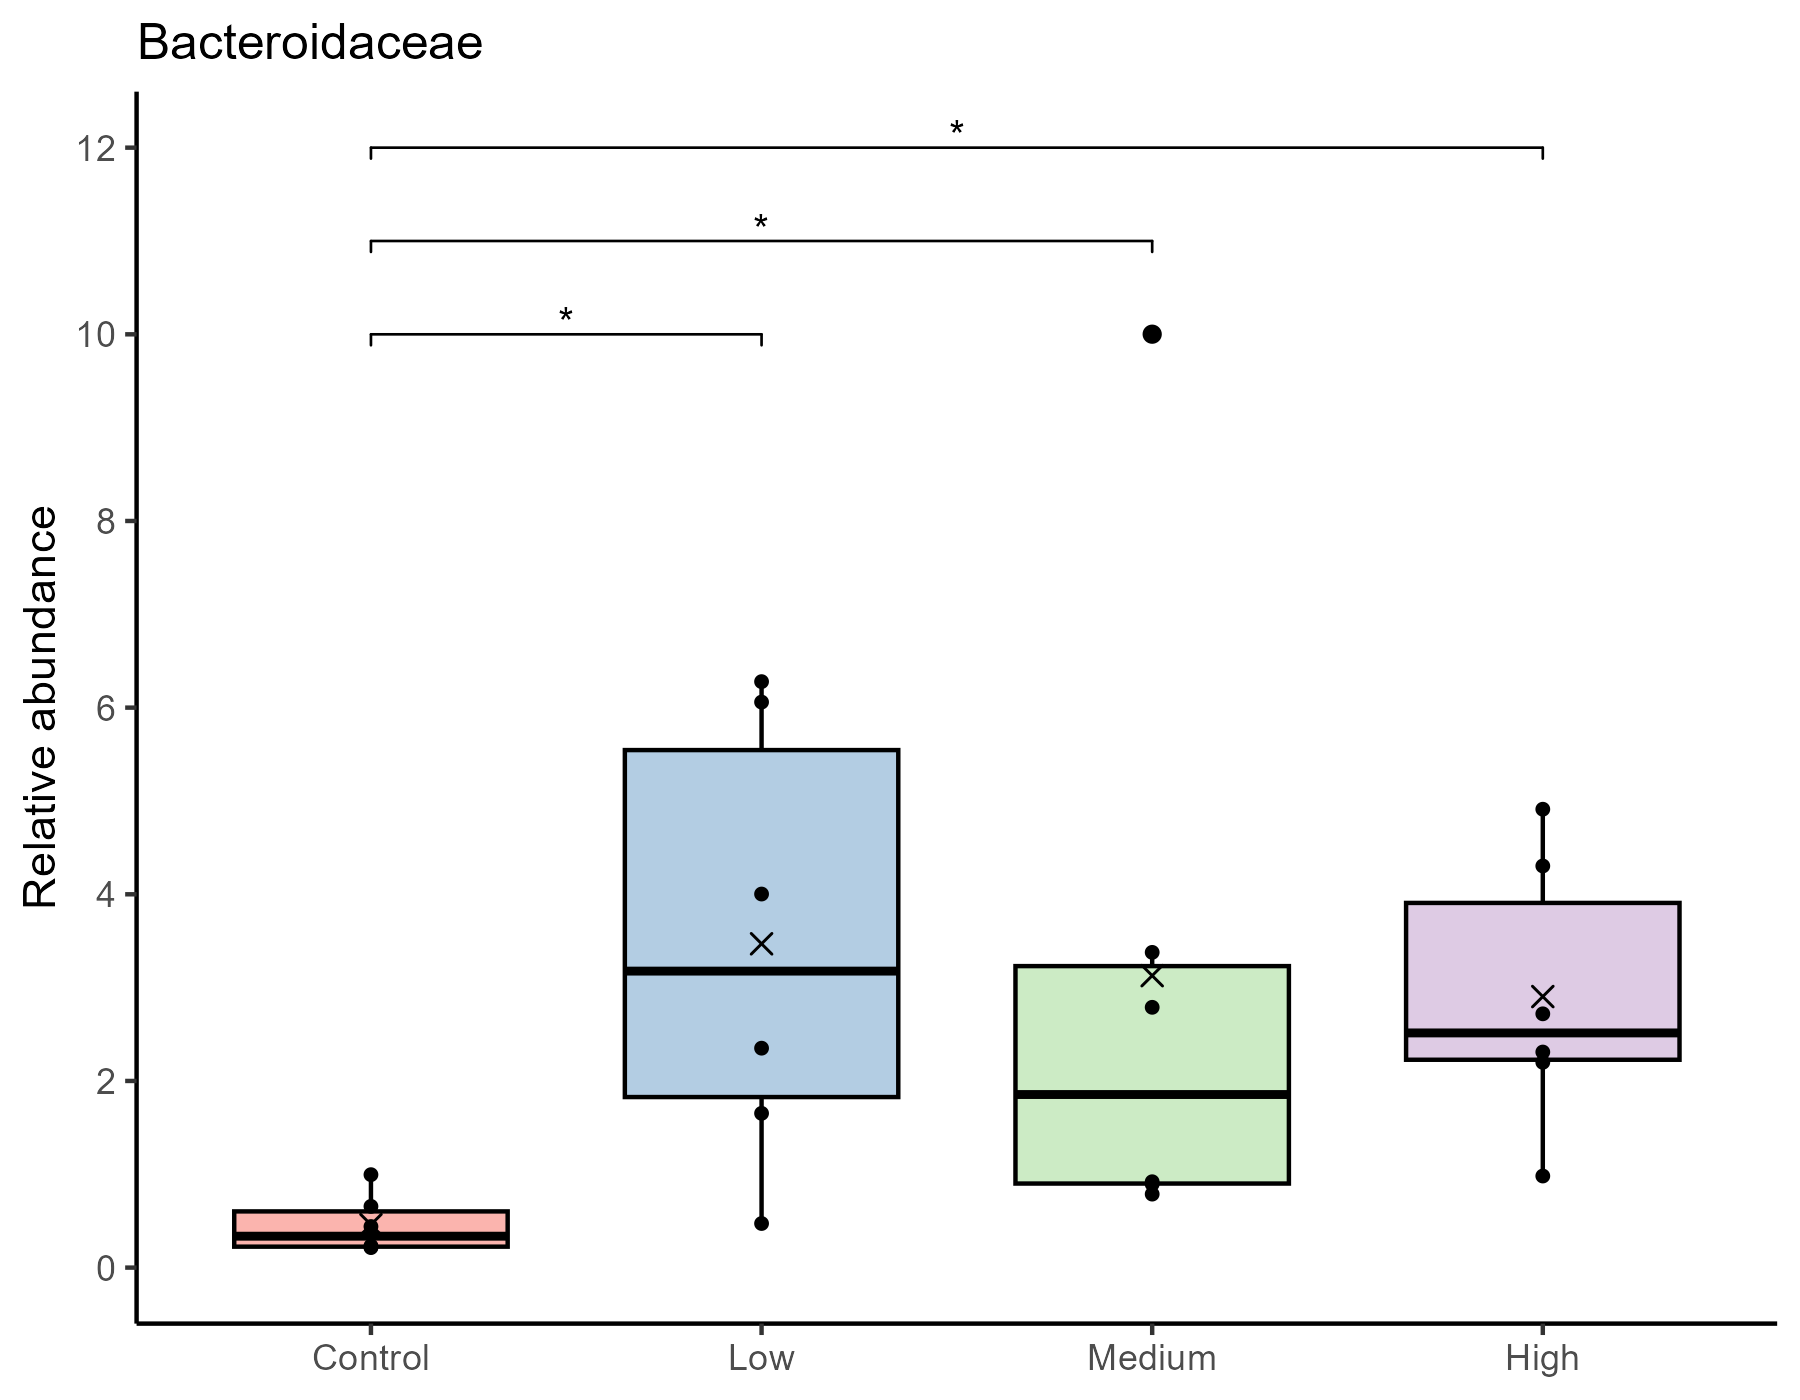 Bacteroidaceae
Relative abundance
12
10
8
6
4
2
0
*
*
*
Control
Low
Medium
High